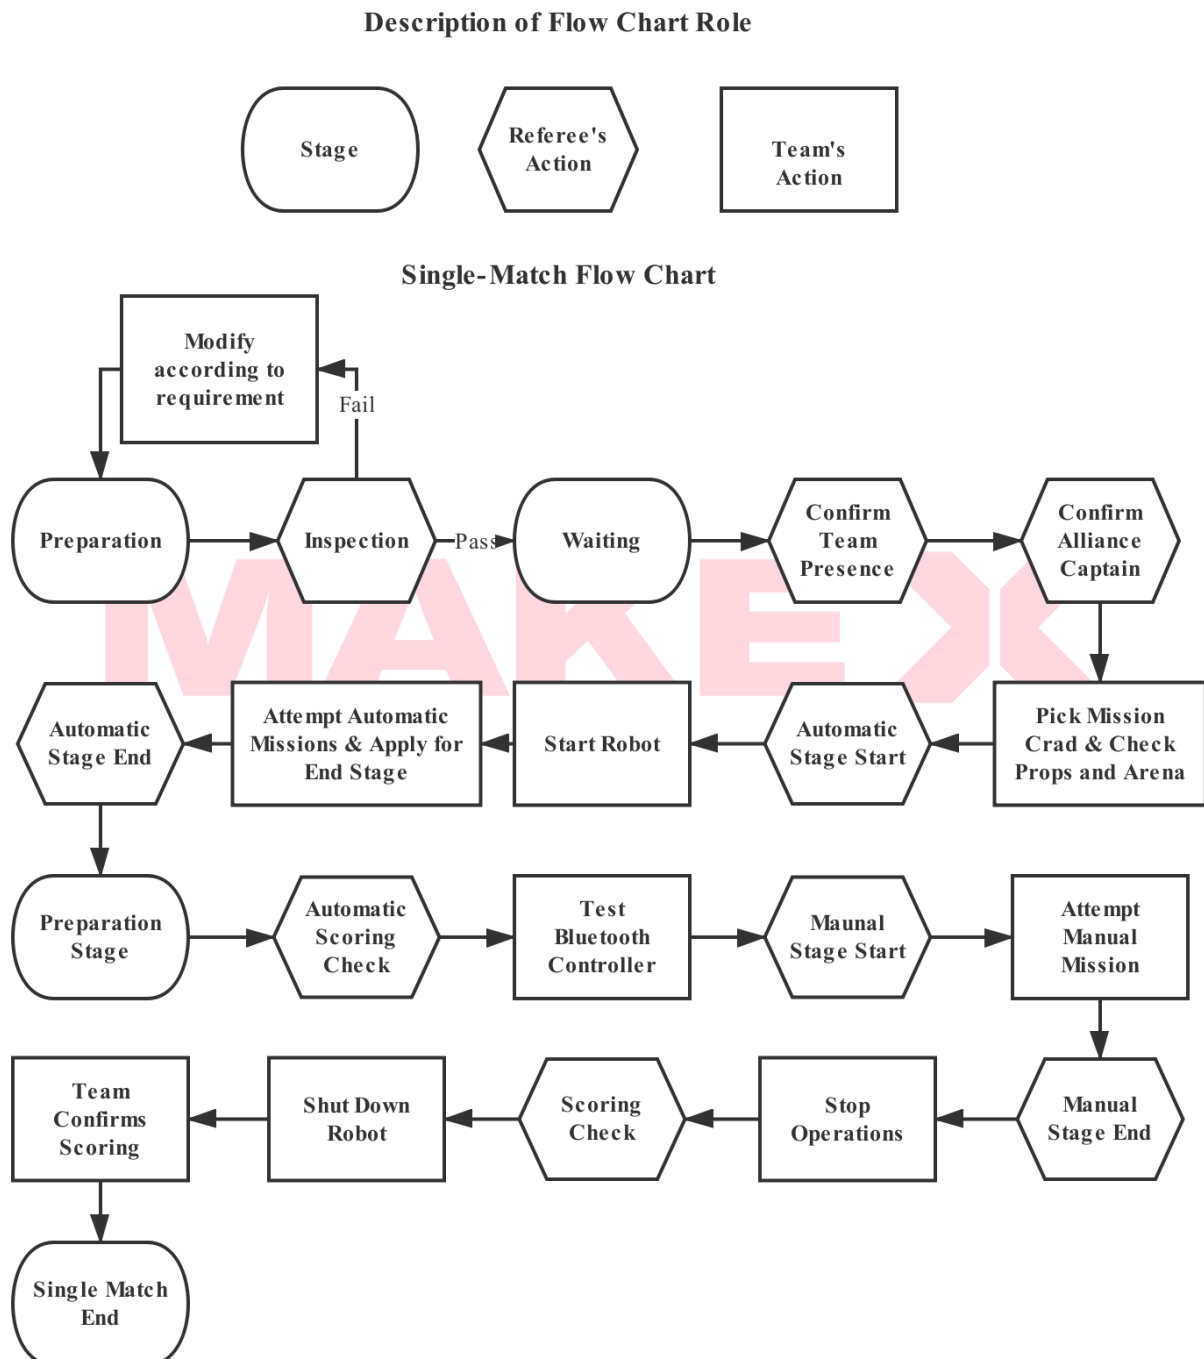 Description of Flow Chart Role
Stage
Referee's
Action
Team's
Action
Single-Match Flow Chart
Modify
according to
requirement
Fail
Preparation
Inspection
Pass
Waiting
Confirm
Team
Presence
Confirm
Alliance
Captain
MAKEX
Automatic
Stage End
Attempt Automatic
Missions & Apply for
End Stage
Start Robot
Automatic
Stage Start
Pick Mission
Crad & Check
Props and Arena
Preparation
Stage
Automatic
Scoring
Check
Test
Bluetooth
Controller
Maunal
Stage Start
Attempt
Manual
Mission
Team
Confirms
Scoring
Shut Down
Robot
Scoring
Check
Stop
Operations
Manual
Stage End
Single Match
End